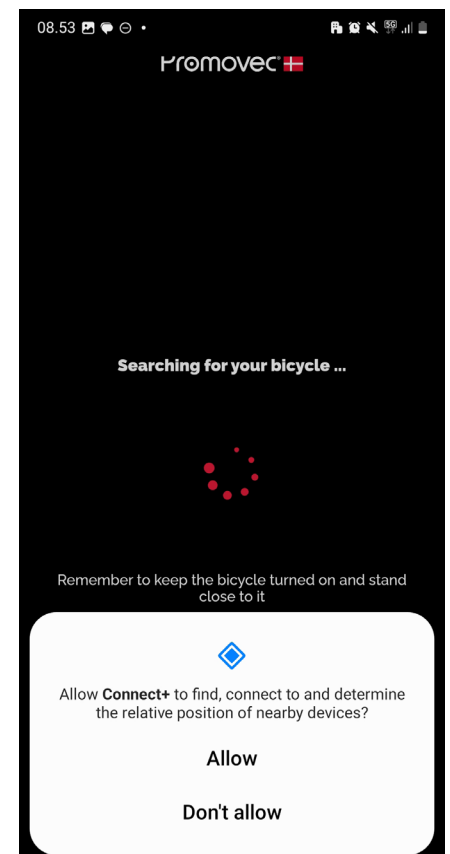 08.53
5G
Promovec
Searching for your bicycle ...
Remember to keep the bicycle turned on and stand
close to it
Allow Connect+ to find, connect to and determine
the relative position of nearby devices?
Allow
Don't allow